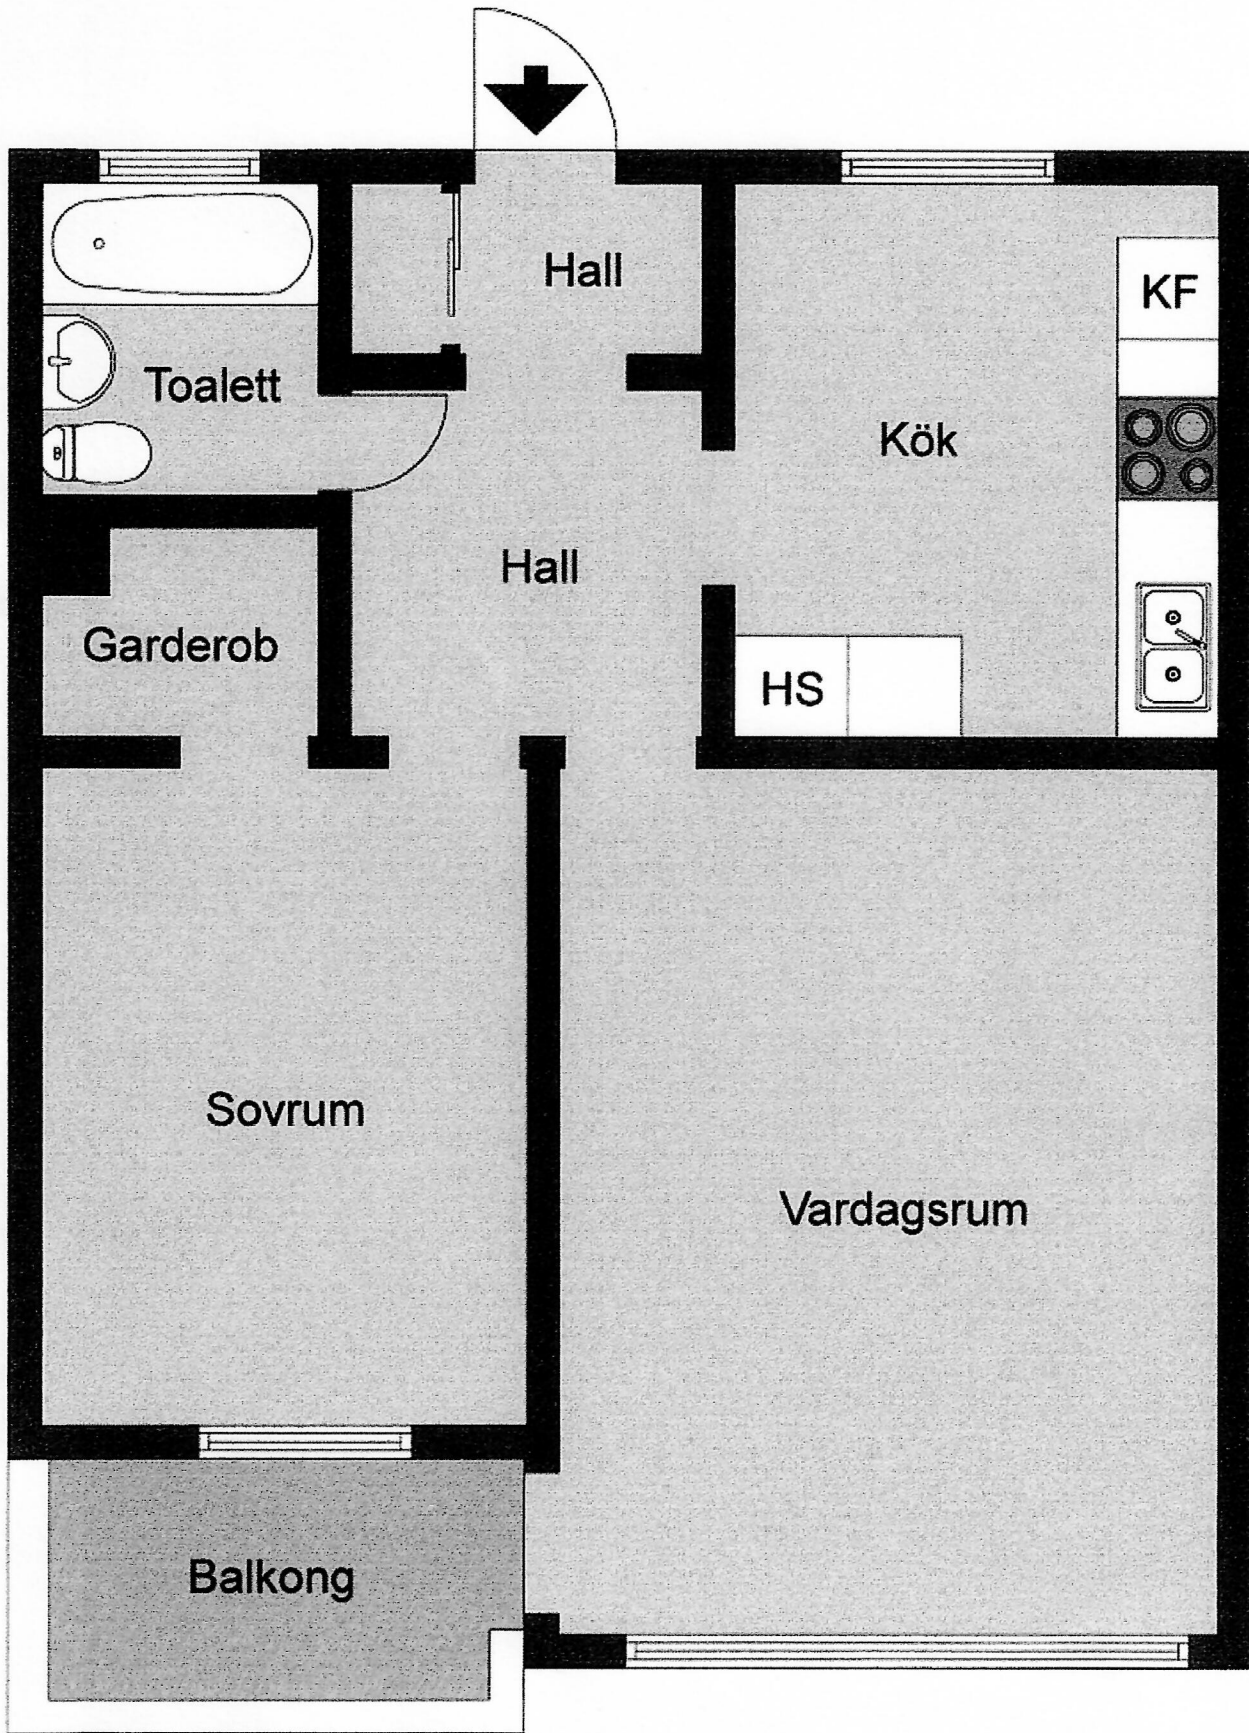 Hall
KF
Toalett
Kök
Hall
Garderob
HS
Sovrum
Vardagsrum
Balkong